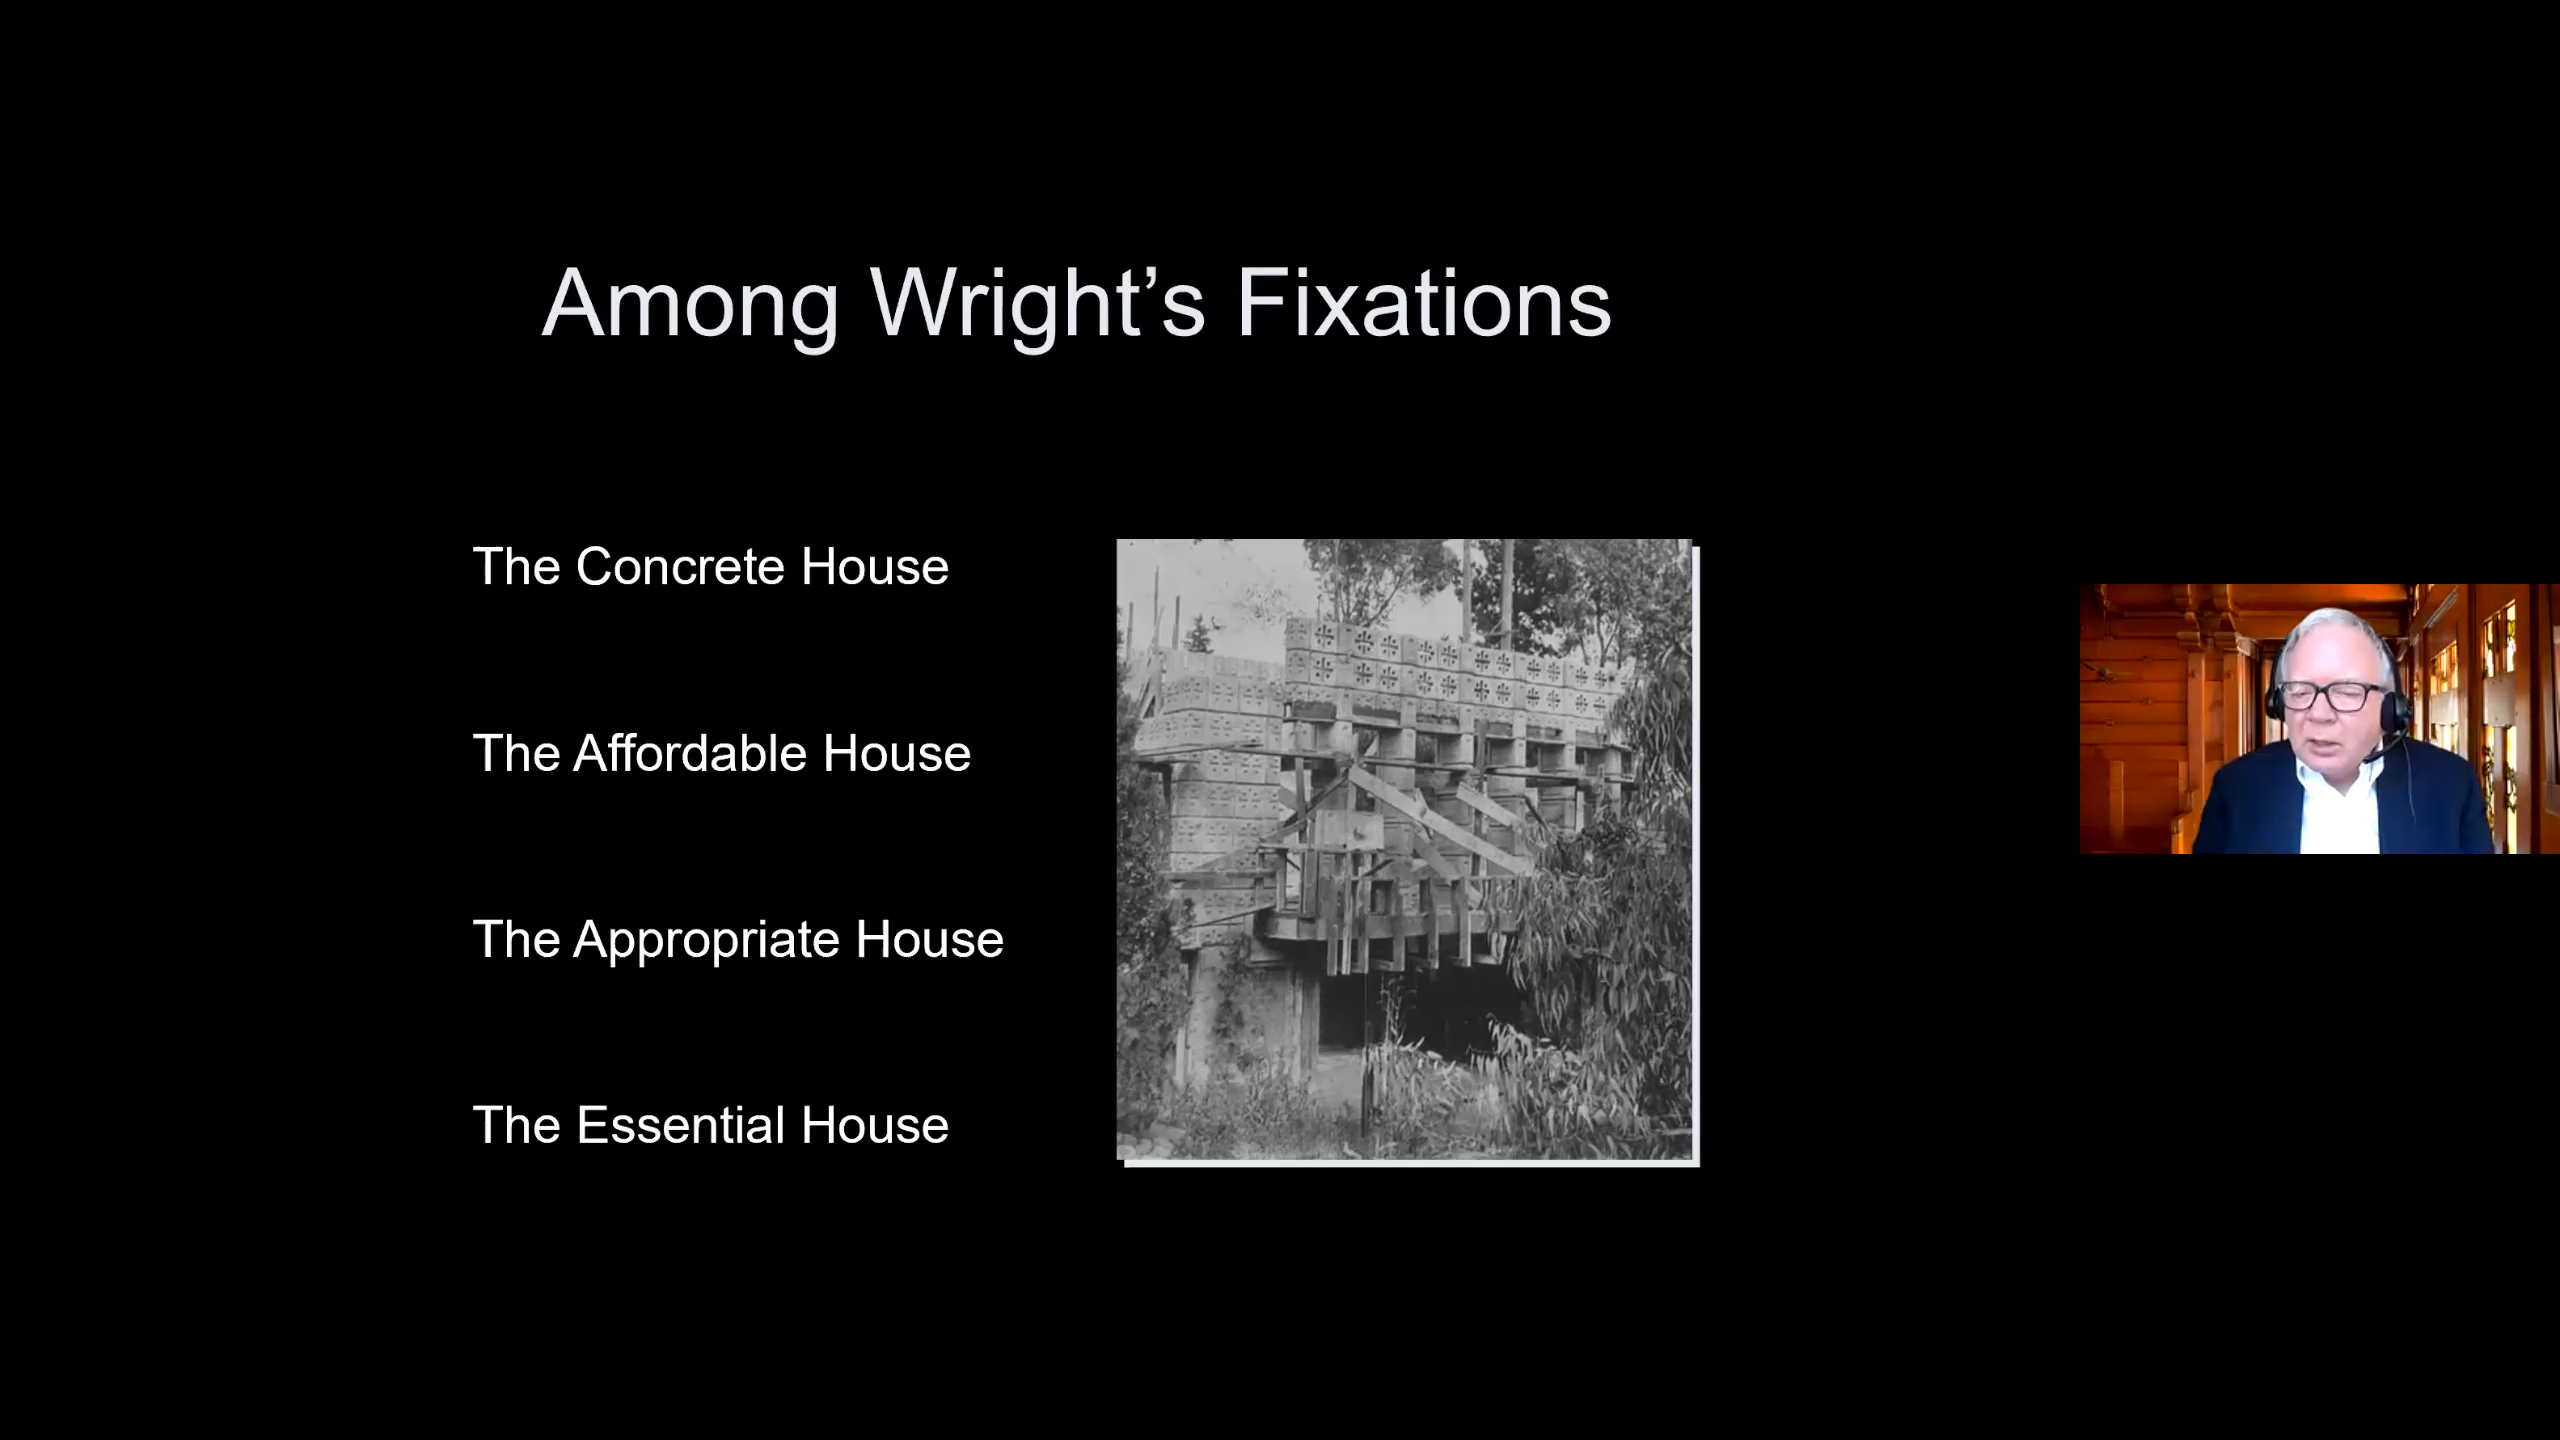 Among Wright’s Fixations
The Concrete House
The Affordable House
The Appropriate House
The Essential House